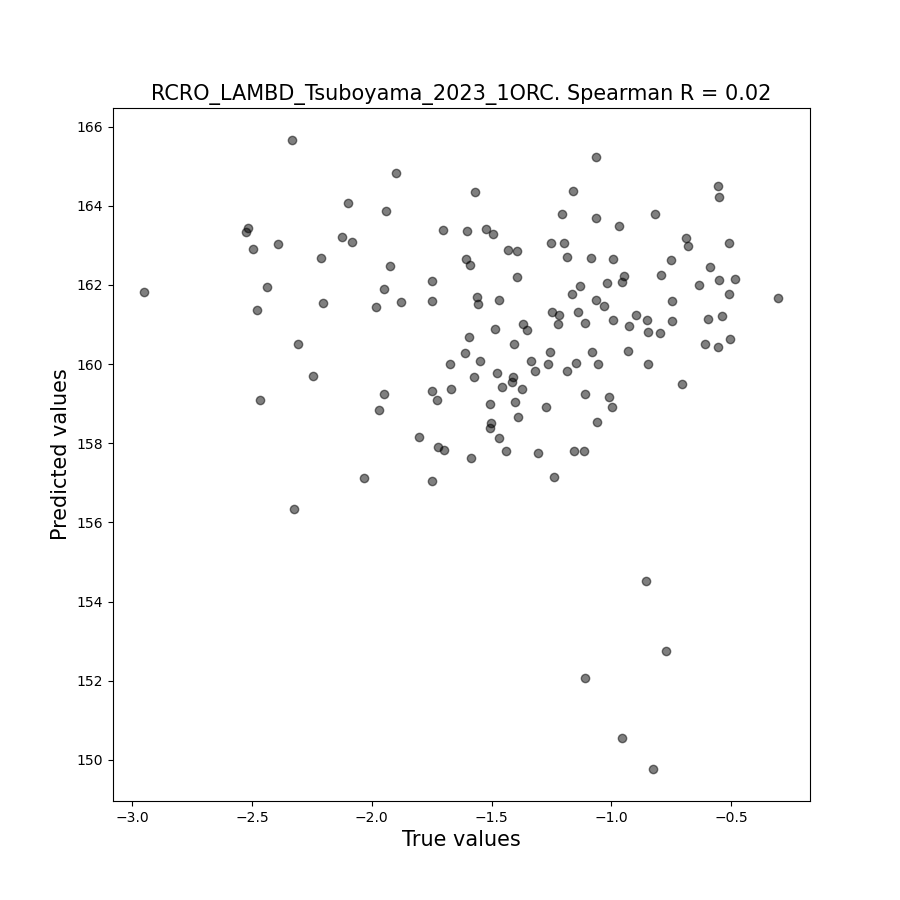 RCRO_LAMBD_Tsuboyama_2023_1ORC. Spearman R = 0.02
166
164
162
160
158
156
154
152
150
Predicted values
−3.0 −2.5 −2.0 −1.5 −1.0 −0.5
True values